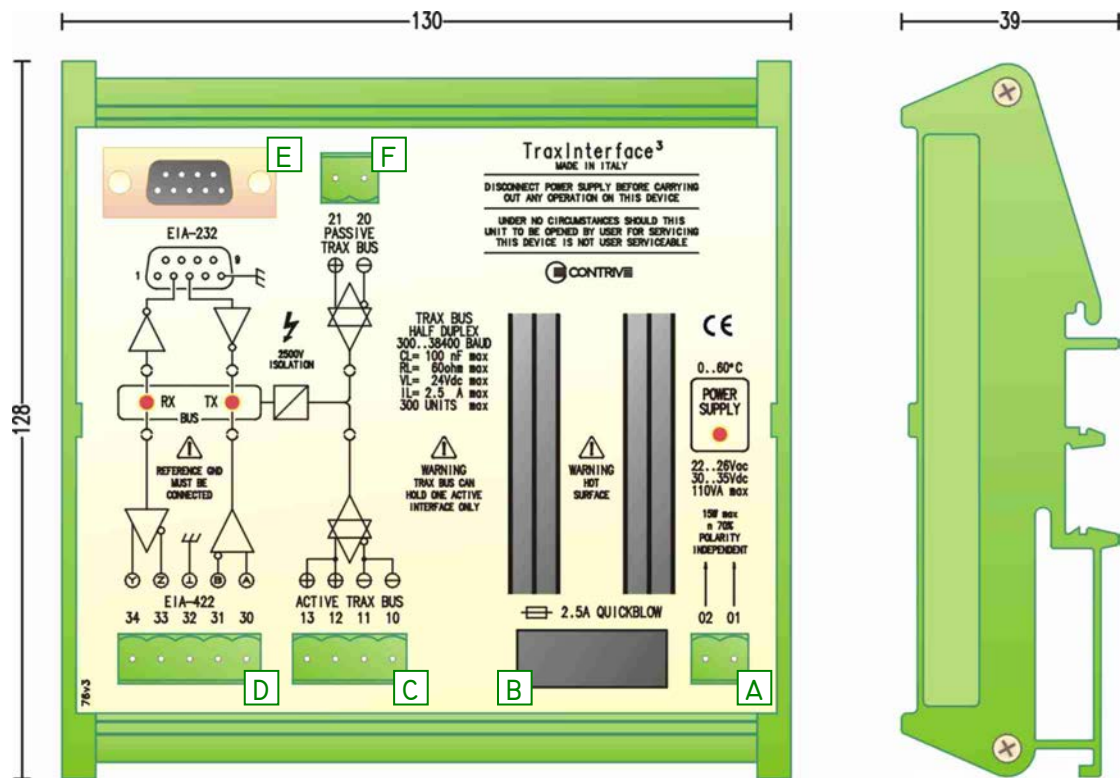 130
39
128
E
F
TraxInterface³
MADE IN ITALY
DISCONNECT POWER SUPPLY BEFORE CARRYING
OUT ANY OPERATION ON THIS DEVICE
UNDER NO CIRCUMSTANCES SHOULD THIS
UNIT TO BE OPENED BY USER FOR SERVICING
THIS DEVICE IS NOT USER SERVICEABLE
CONTRIVE
EIA-232
1
9
21 20
PASSIVE
TRAX BUS
2500V
ISOLATION
TRAX BUS
HALF DUPLEX
300..38400 BAUD
CL= 100 nF max
RL= 60ohm max
VL= 24Vdc max
IL= 2.5 A max
300 UNITS max
CE
0..60°C
POWER
SUPPLY
22..26Vac
30..35Vdc
110VA max
15W max
n 70%
POLARITY
INDEPENDENT
RX TX
BUS
REFERENCE GND
MUST BE
CONNECTED
WARNING
TRAX BUS CAN
HOLD ONE ACTIVE
INTERFACE ONLY
WARNING
HOT
SURFACE
Y Z T B A
EIA-422
34 33 32 31 30
ACTIVE TRAX BUS
13 12 11 10
2.5A QUICKBLOW
02 01
76v3
D
C
B
A